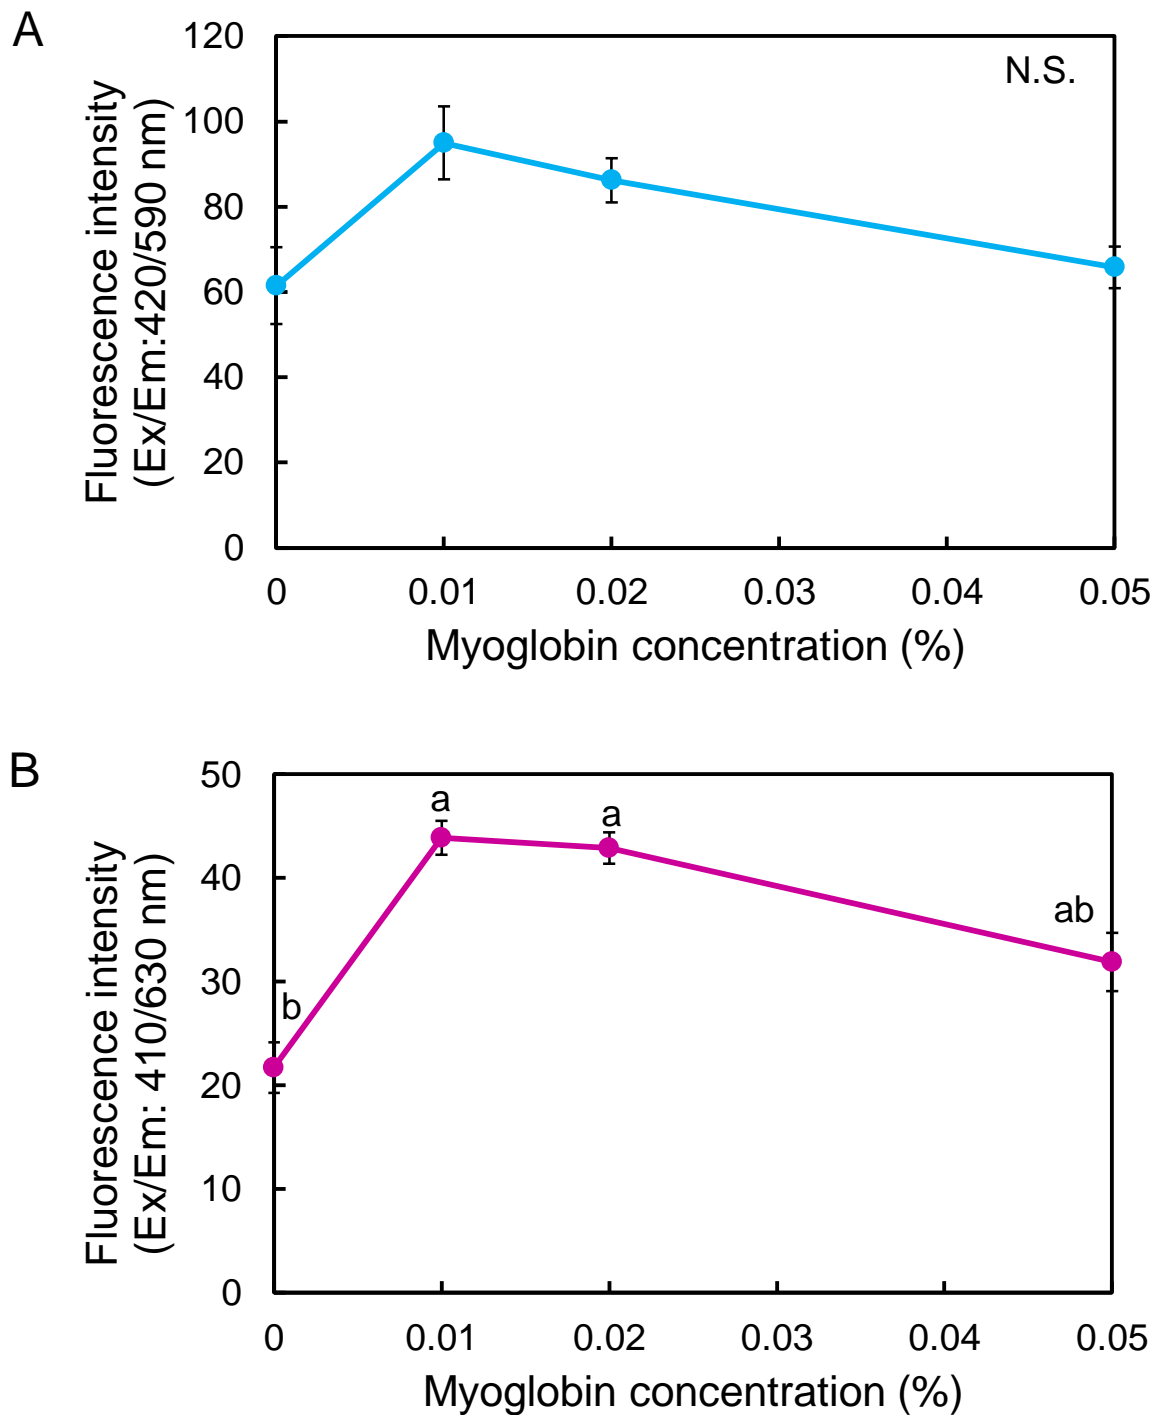 A
Fluorescence intensity
(Ex/Em:420/590 nm)
120
100
80
60
40
20
0
N.S.
0 0.01 0.02 0.03 0.04 0.05
Myoglobin concentration (%)
B
Fluorescence intensity
(Ex/Em: 410/630 nm)
50
40
30
20
10
0
b
a
a
ab
0 0.01 0.02 0.03 0.04 0.05
Myoglobin concentration (%)